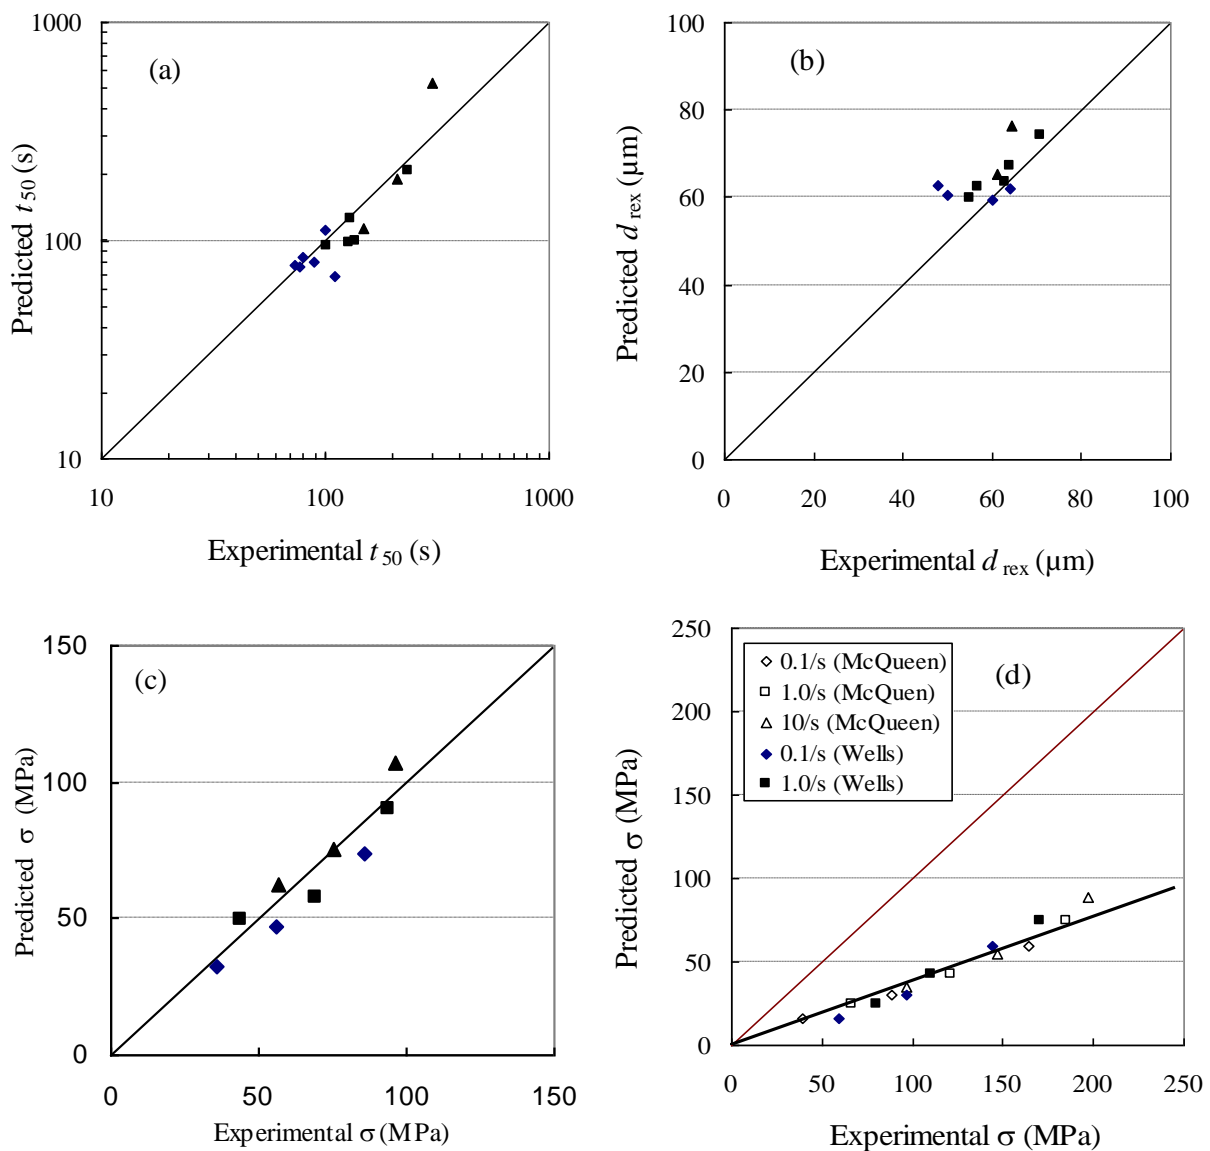 1000
(a)
100
10
10
100
1000
Predicted t 50 (s)
Experimental t 50 (s)
100
(b)
80
60
40
20
0
0
20
40
60
80
100
Predicted d rex (µm)
Experimental d rex (µm)
150
(c)
100
50
0
0
50
100
150
Predicted σ (MPa)
Experimental σ (MPa)
250
0.1/s (McQueen)
1.0/s (McQuen)
10/s (McQueen)
0.1/s (Wells)
1.0/s (Wells)
(d)
200
150
100
50
0
0
50
100
150
200
250
Predicted σ (MPa)
Experimental σ (MPa)